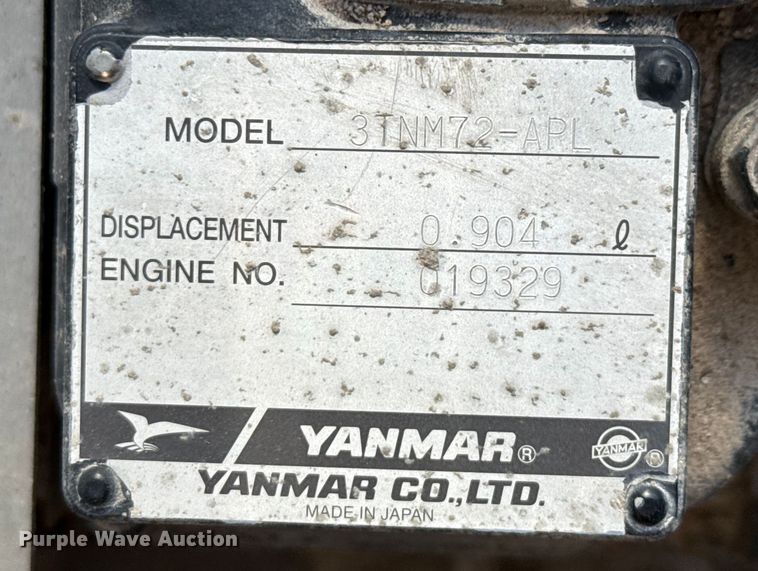 MODEL 3TNM72-APL
DISPLACEMENT 0.904 ℓ
ENGINE NO. 019329
YANMAR® YANMAR ®
YANMAR CO.,LTD.
MADE IN JAPAN
Purple Wave Auction